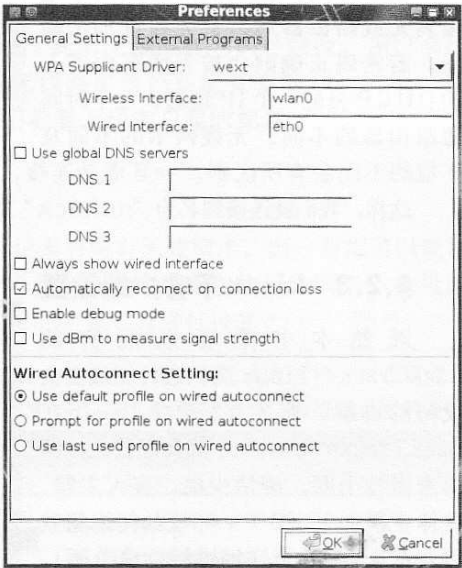 Preferences
General Settings External Programs
WPA Supplicant Driver: wext
Wireless Interface: wlan0
Wired Interface: eth0
Use global DNS servers
DNS 1
DNS 2
DNS 3
Always show wired interface
Automatically reconnect on connection loss
Enable debug mode
Use dBm to measure signal strength
Wired Autoconnect Setting:
Use default profile on wired autoconnect
Prompt for profile on wired autoconnect
Use last used profile on wired autoconnect
OK Cancel